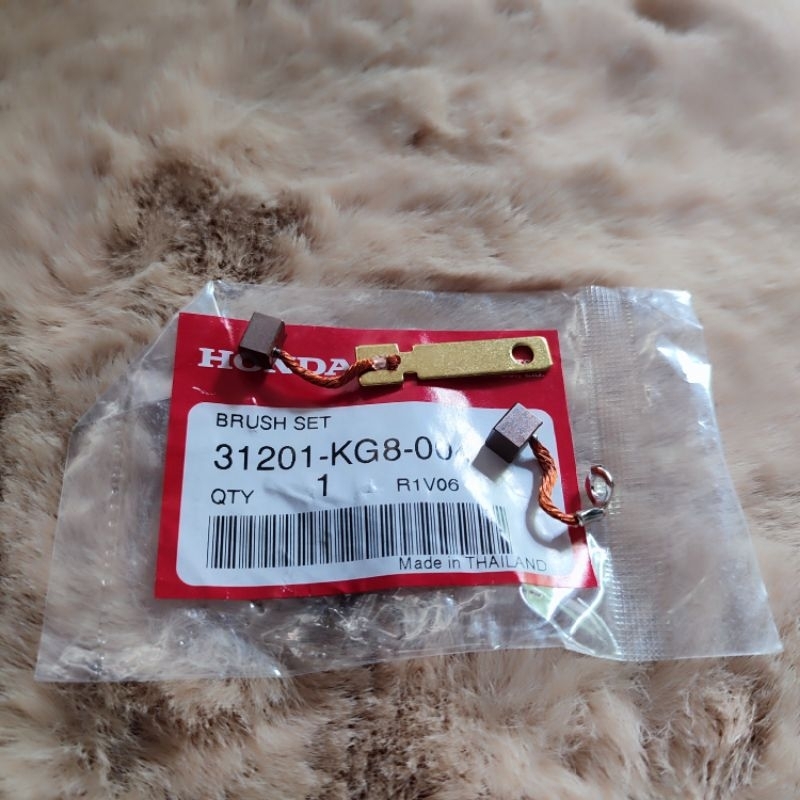 HONDA
BRUSH SET
31201-KG8-00
QTY 1 R1V06
Made in THAILAND